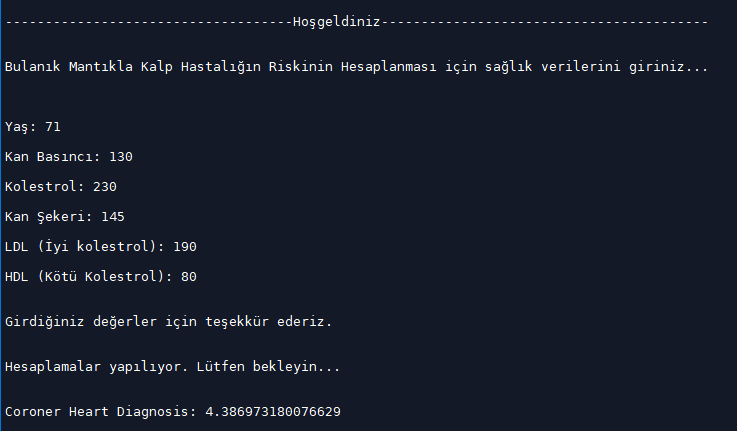 ------------------------------------Hoşgeldiniz-----------------------------------------
Bulanık Mantıkla Kalp Hastalığın Riskinin Hesaplanması için sağlık verilerini giriniz...
Yaş: 71
Kan Basıncı: 130
Kolestrol: 230
Kan Şekeri: 145
LDL (İyi kolestrol): 190
HDL (Kötü Kolestrol): 80
Girdiğiniz değerler için teşekkür ederiz.
Hesaplamalar yapılıyor. Lütfen bekleyin...
Coroner Heart Diagnosis: 4.386973180076629